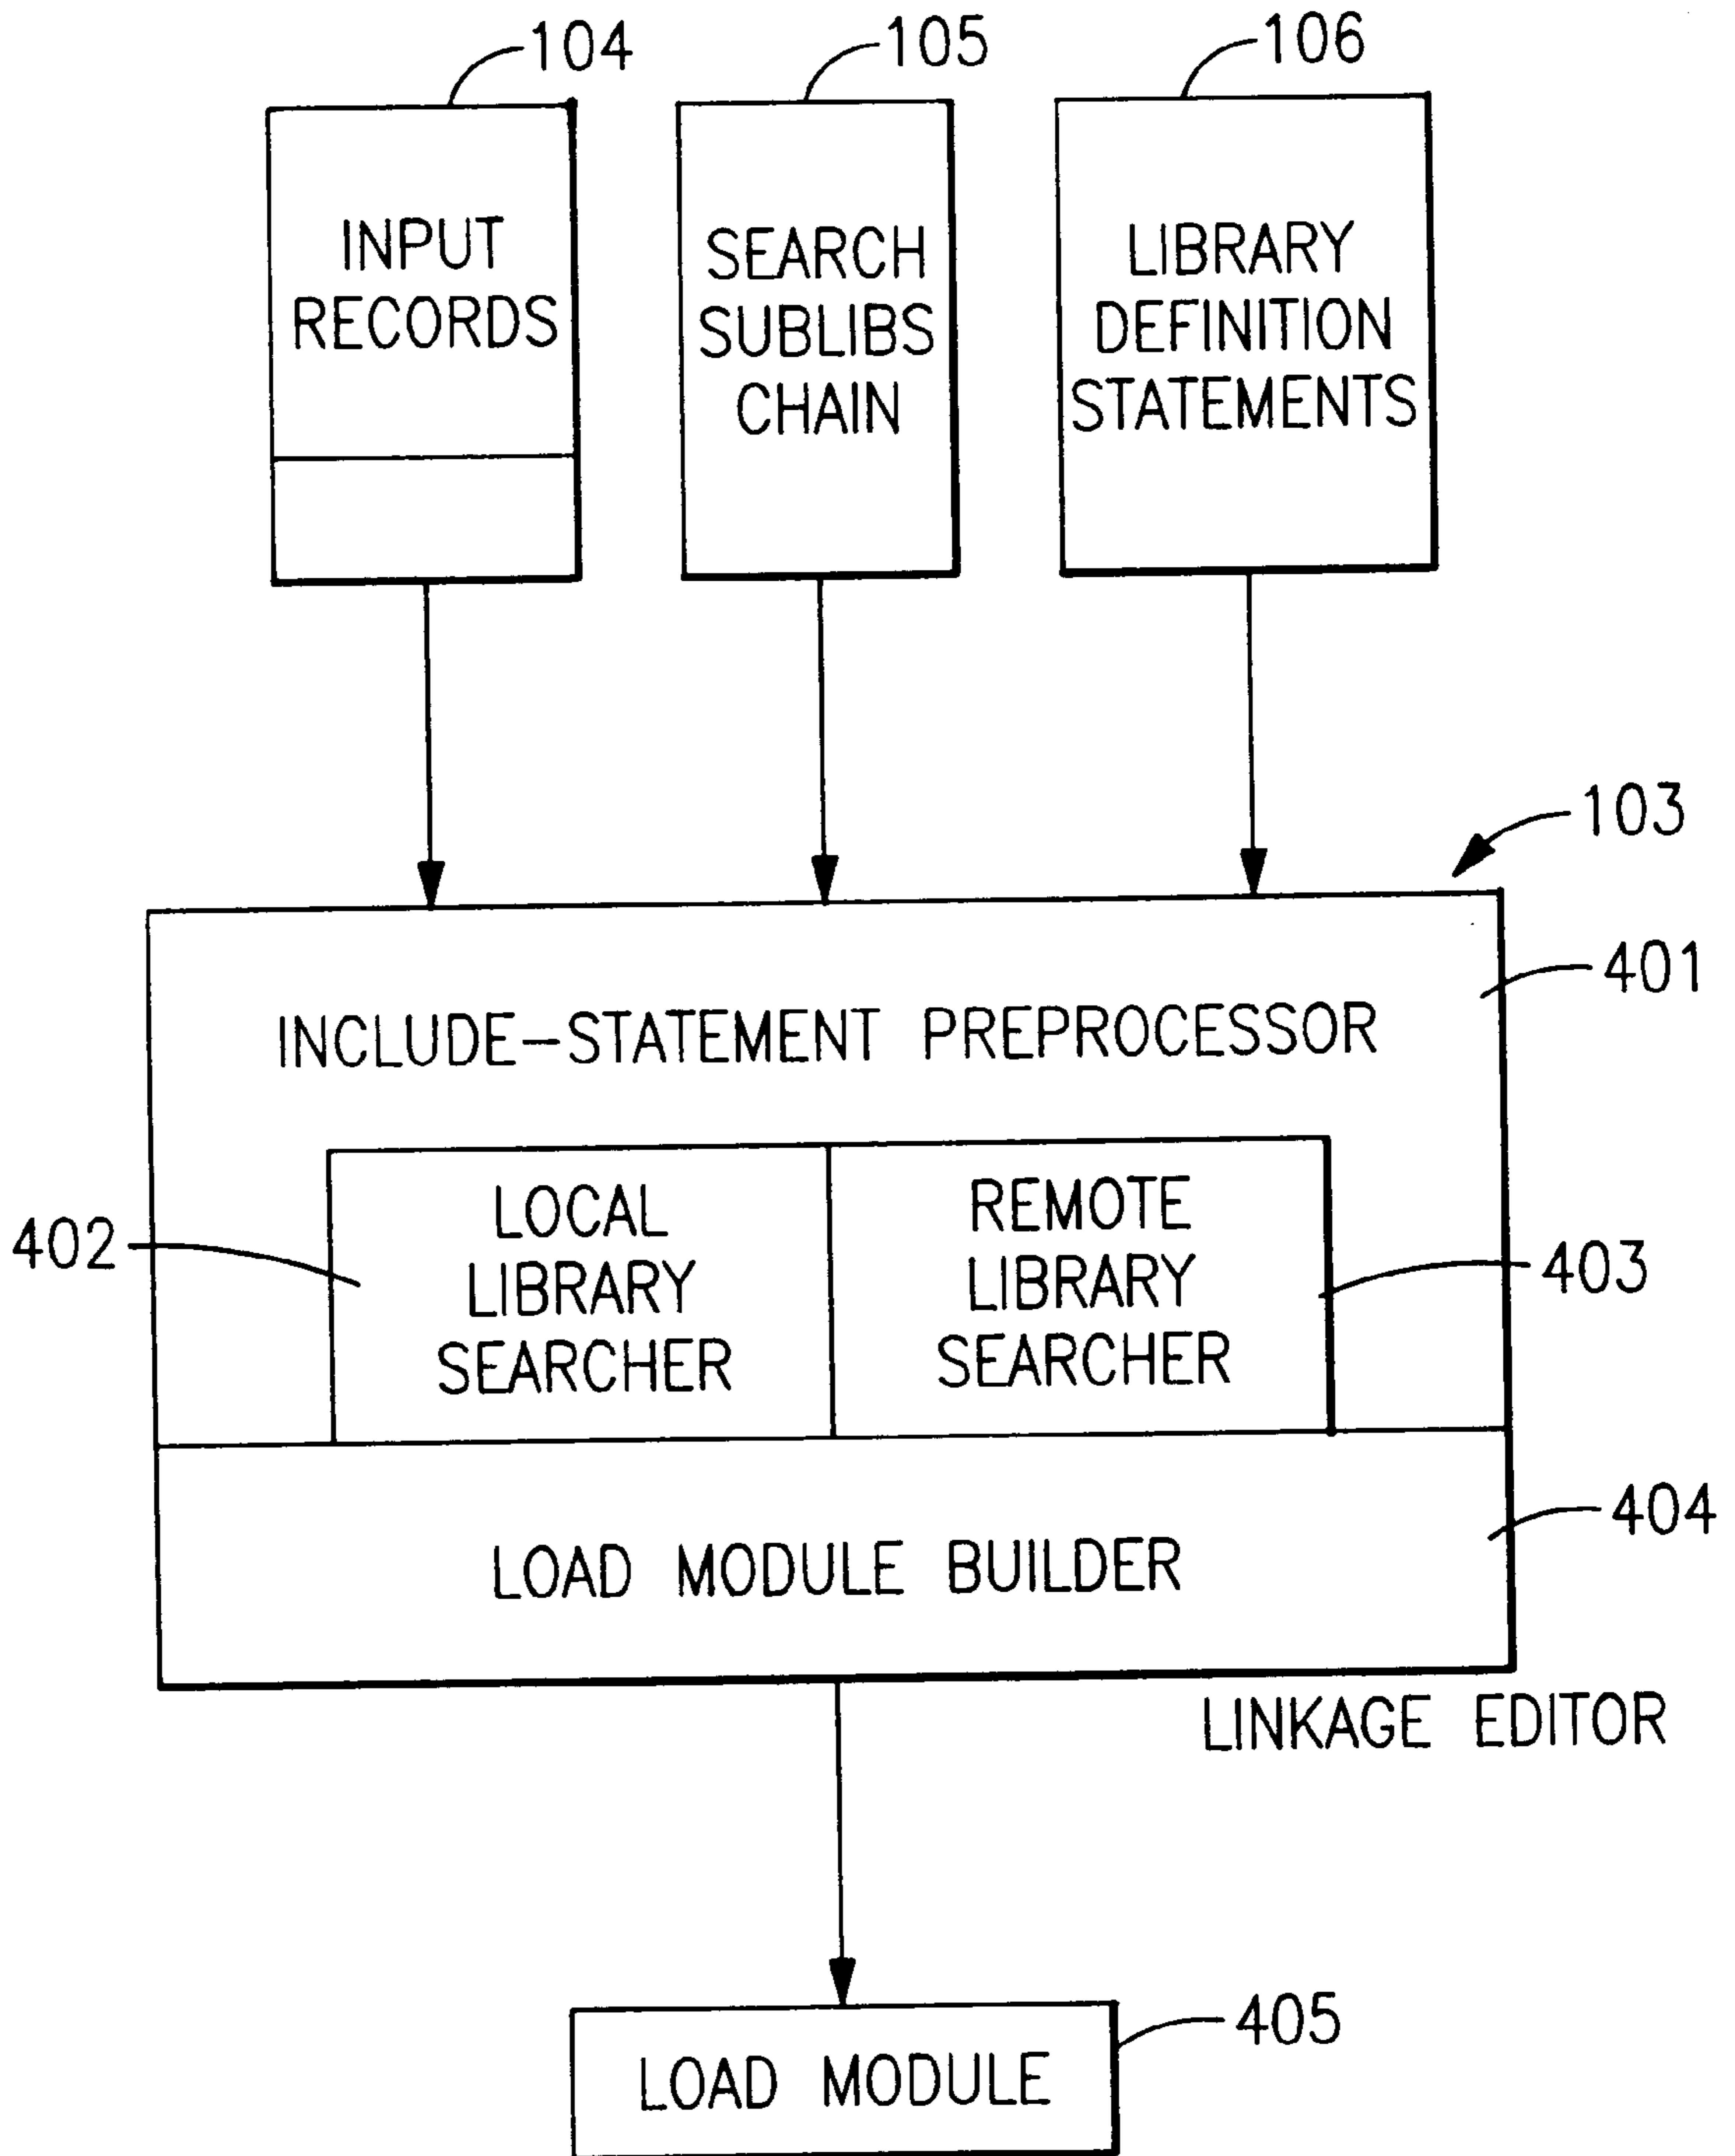 104
105
106
INPUT
RECORDS
SEARCH
SUBLIBS
CHAIN
LIBRARY
DEFINITION
STATEMENTS
103
401
INCLUDE-STATEMENT PREPROCESSOR
402
LOCAL
LIBRARY
SEARCHER
REMOTE
LIBRARY
SEARCHER
403
LOAD MODULE BUILDER
404
LINKAGE EDITOR
LOAD MODULE
405